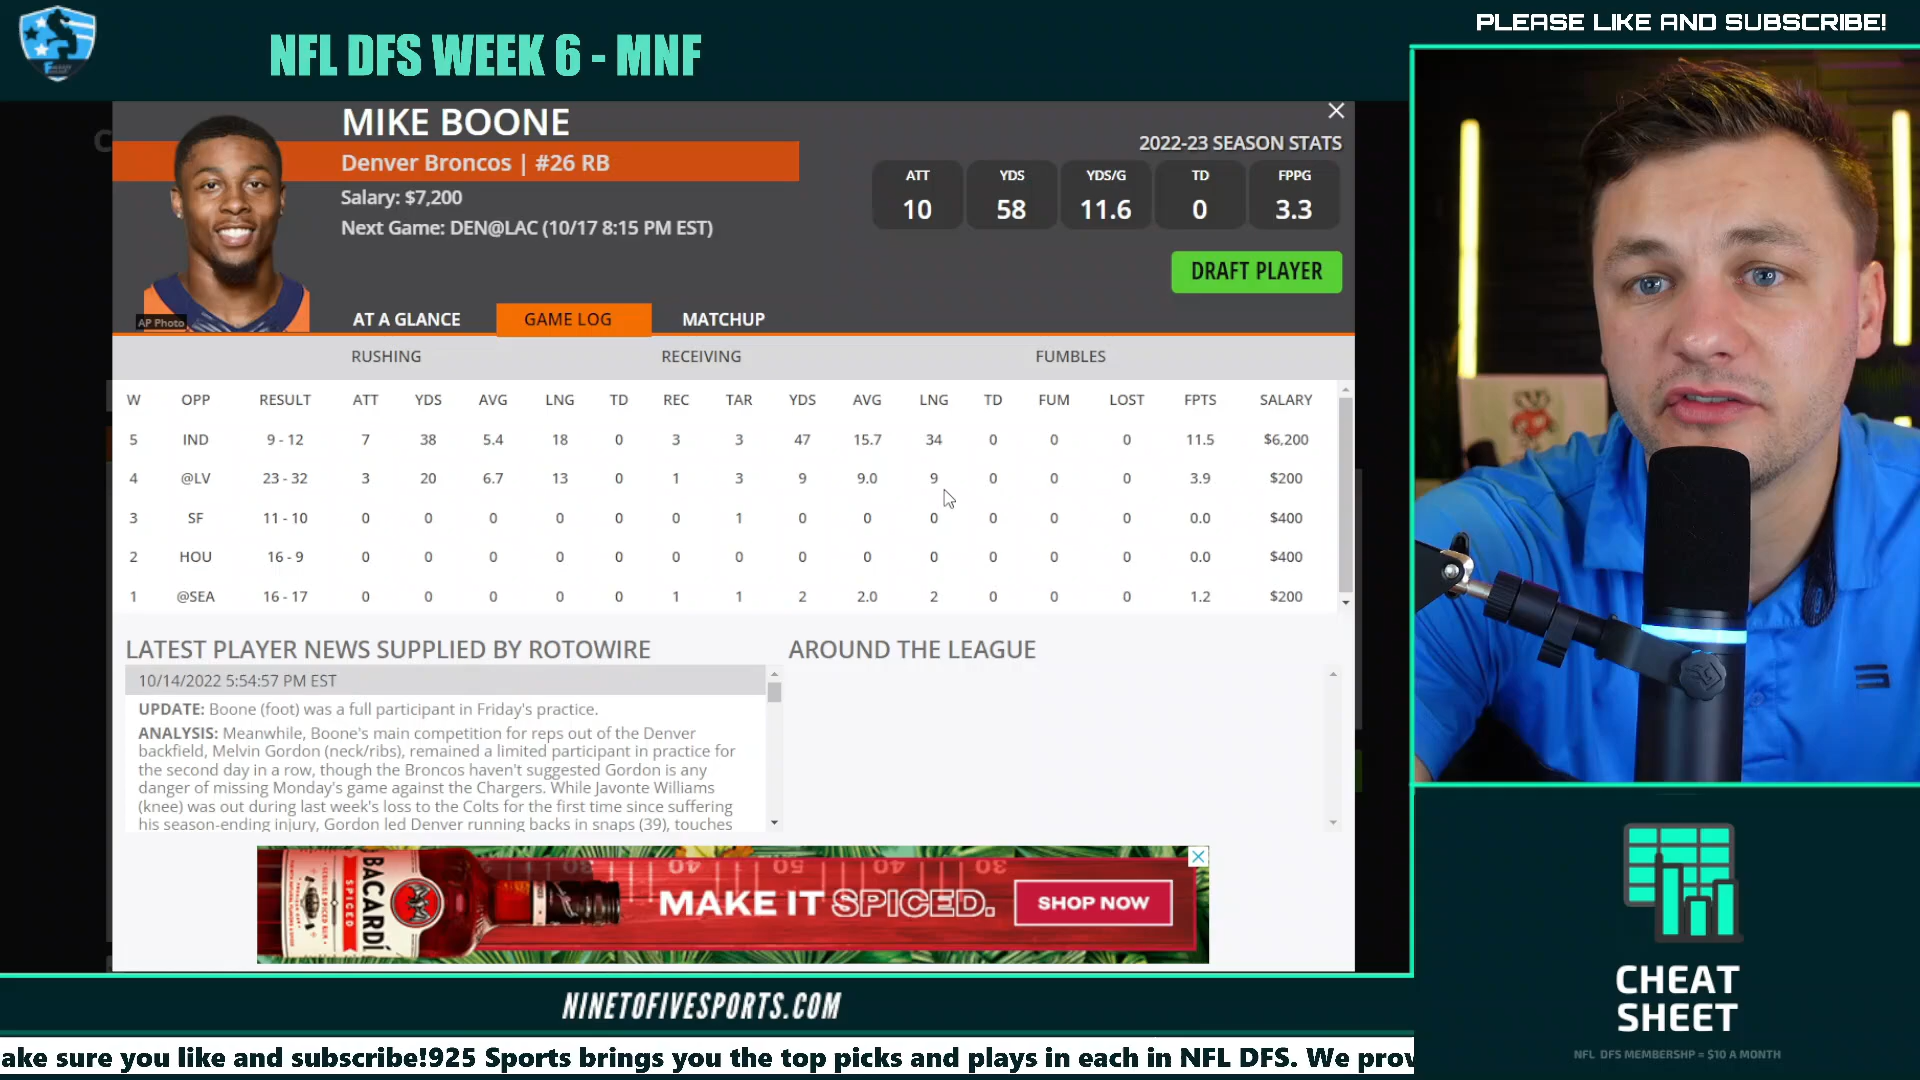 PLEASE LIKE AND SUBSCRIBE!
NFL DFS WEEK 6 - MNF
MIKE BOONE
Denver Broncos | #26 RB
Salary: $7,200
Next Game: DEN@LAC (10/17 8:15 PM EST)
AP Photo
2022-23 SEASON STATS
ATT YDS YDS/G TD FPPG
10 58 11.6 0 3.3
DRAFT PLAYER
AT A GLANCE GAME LOG MATCHUP
RUSHING RECEIVING FUMBLES
W OPP RESULT ATT YDS AVG LNG TD REC TAR YDS AVG LNG TD FUM LOST FPTS SALARY
5 IND 9 - 12 7 38 5.4 18 0 3 3 47 15.7 34 0 0 0 11.5 $6,200
4 @LV 23 - 32 3 20 6.7 13 0 1 3 9 9.0 9 0 0 0 3.9 $200
3 SF 11 - 10 0 0 0 0 0 0 1 0 0 0 0 0 0 0.0 $400
2 HOU 16 - 9 0 0 0 0 0 0 0 0 0 0 0 0 0 0.0 $400
1 @SEA 16 - 17 0 0 0 0 0 1 1 2 2.0 2 0 0 0 1.2 $200
LATEST PLAYER NEWS SUPPLIED BY ROTOWIRE
10/14/2022 5:54:57 PM EST
UPDATE: Boone (foot) was a full participant in Friday's practice.
ANALYSIS: Meanwhile, Boone's main competition for reps out of the Denver
backfield, Melvin Gordon (neck/ribs), remained a limited participant in practice for
the second day in a row, though the Broncos haven't suggested Gordon is any
danger of missing Monday's game against the Chargers. While Javonte Williams
(knee) was out during last week's loss to the Colts for the first time since suffering
his season-ending injury, Gordon led Denver running backs in snaps (39), touches
AROUND THE LEAGUE
BACARDÍ
SPICED
30 40 50 40 30
MAKE IT SPICED.
SHOP NOW
NINETOFIVESPORTS.COM
ake sure you like and subscribe!925 Sports brings you the top picks and plays in each in NFL DFS. We prov
CHEAT
SHEET
NFL DFS MEMBERSHP = $10 A MONTH